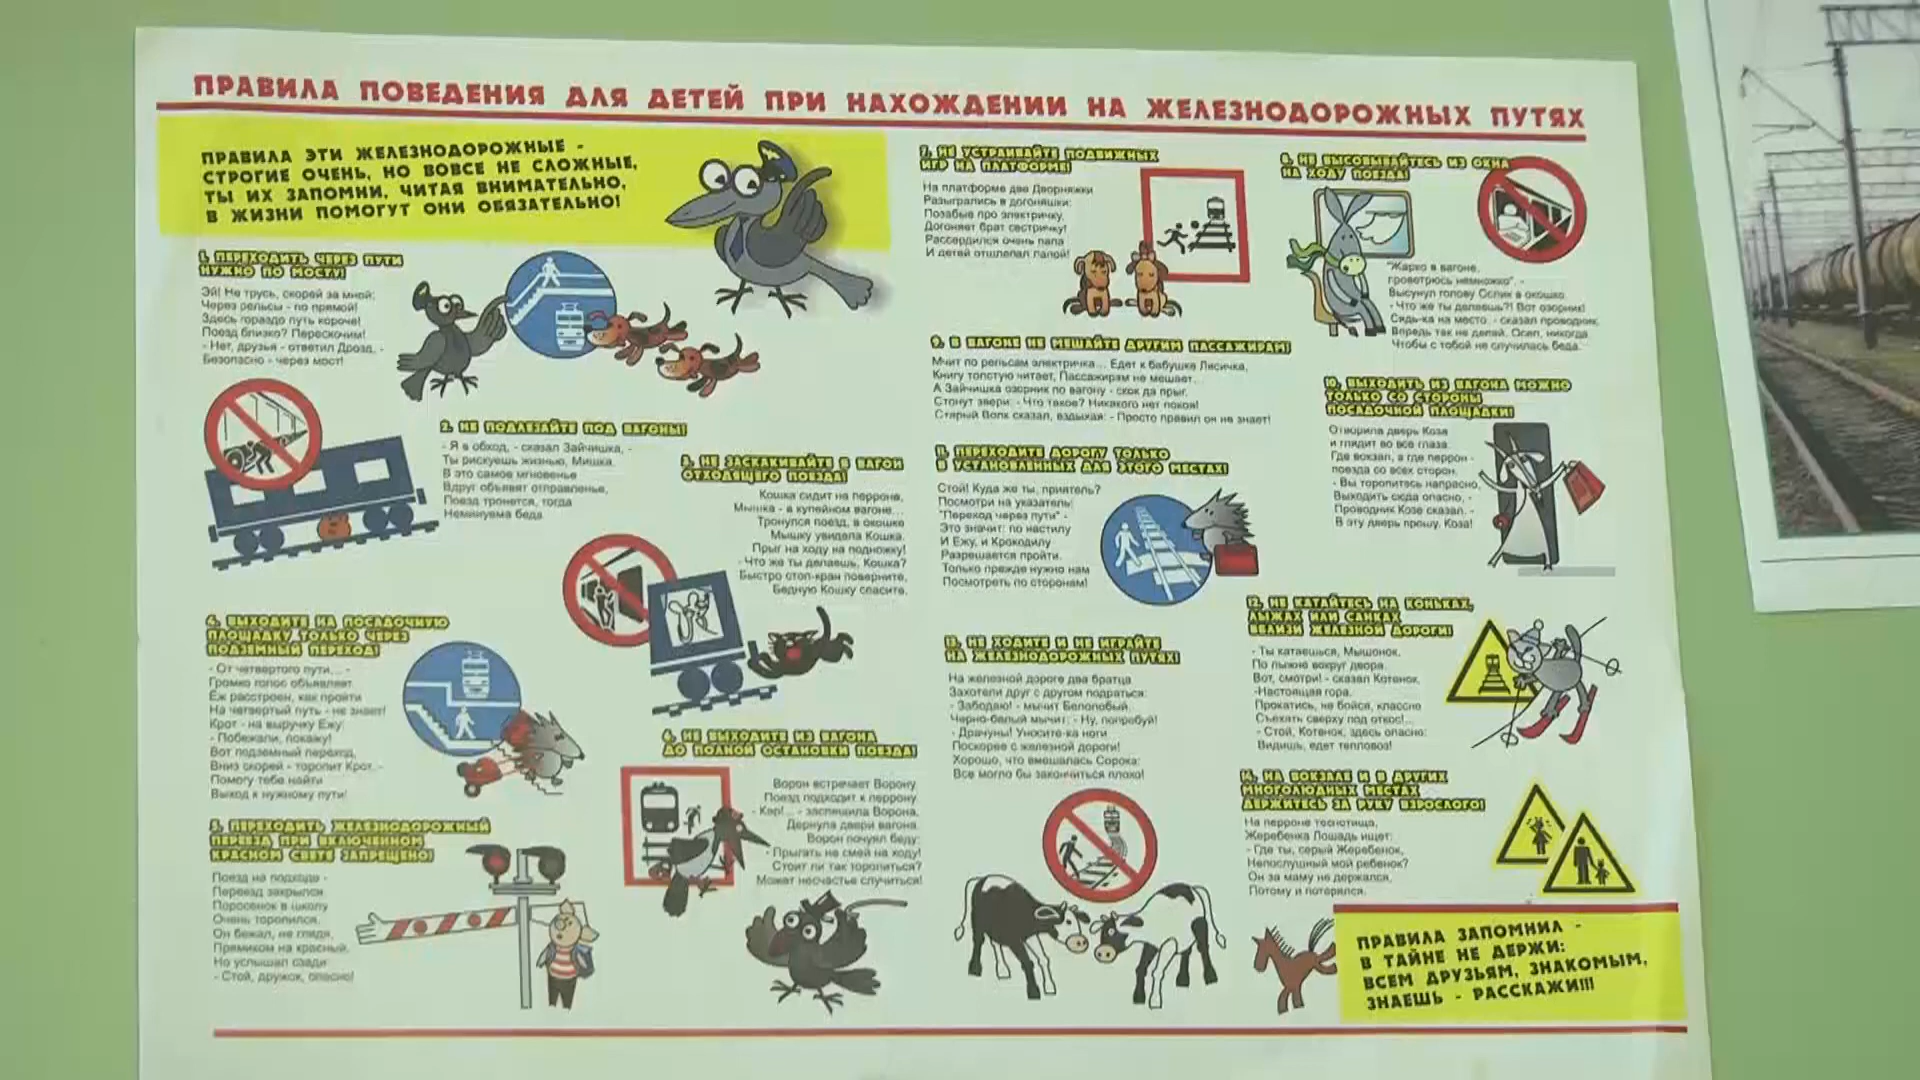 ПРАВИЛА ПОВЕДЕНИЯ ДЛЯ ДЕТЕЙ ПРИ НАХОЖДЕНИИ НА ЖЕЛЕЗНОДОРОЖНЫХ ПУТЯХ
ПРАВИЛА ЭТИ ЖЕЛЕЗНОДОРОЖНЫЕ -
СТРОГИЕ ОЧЕНЬ, НО ВОВСЕ НЕ СЛОЖНЫЕ,
ТЫ ИХ ЗАПОМНИ, ЧИТАЯ ВНИМАТЕЛЬНО,
В ЖИЗНИ ПОМОГУТ ОНИ ОБЯЗАТЕЛЬНО!
1. ПЕРЕХОДИТЬ ЧЕРЕЗ ПУТИ
НУЖНО ПО МОСТУ!
Эй! Не трусь, скорей за мной:
Через рельсы - по прямой!
Здесь гораздо путь короче!
Поезд близко? Перескочим!
- Нет, друзья - ответил Дрозд, -
Безопасно - через мост!
2. НЕ ПОДЛЕЗАЙТЕ ПОД ВАГОНЫ!
- Я в обход, - сказал Зайчишка, -
Ты рискуешь жизнью, Мишка.
В это самое мгновенье
Вдруг объявят отправленье,
Поезд тронется, тогда
Неминуема беда
3. НЕ ЗАСКАКИВАЙТЕ В ВАГОН
ОТХОДЯЩЕГО ПОЕЗДА!
Кошка сидит на перроне,
Мышка - в купейном вагоне...
Тронулся поезд, в окошке
Мышку увидела Кошка.
Прыг на ходу на подножку!
- Что же ты делаешь, Кошка?
Быстро стоп-кран поверните,
Бедную Кошку спасите.
4. ВЫХОДИТЕ НА ПОСАДОЧНУЮ
ПЛОЩАДКУ ТОЛЬКО ЧЕРЕЗ
ПОДЗЕМНЫЙ ПЕРЕХОД!
- От четвертого пути... -
Громко голос объявляет.
Еж расстроен, как пройти
На четвертый путь - не знает!
Крот - на выручку Ежу:
- Побежали, покажу!
Вот подземный переход,
Вниз скорей - торопит Крот. -
Помогу тебе найти
Выход к нужному пути!
5. ПЕРЕХОДИТЬ ЖЕЛЕЗНОДОРОЖНЫЙ
ПЕРЕЕЗД ПРИ ВКЛЮЧЕННОМ
КРАСНОМ СВЕТЕ ЗАПРЕЩЕНО!
Поезд на подходе -
Переезд закрылся.
Поросенок в школу
Очень торопился.
Он бежал, не глядя,
Прямиком на красный,
Но услышал сзади
- Стой, дружок, опасно!
6. НЕ ВЫХОДИТЕ ИЗ ВАГОНА
ДО ПОЛНОЙ ОСТАНОВКИ ПОЕЗДА!
Ворон встречает Ворону.
Поезд подходит к перрону.
- Кар!... - заспешила Ворона,
Дернула двери вагона.
Ворон почуял беду:
- Прыгать не смей на ходу!
Стоит ли так торопиться?
Может несчастье случиться!
7. НЕ УСТРАИВАЙТЕ ПОДВИЖНЫХ
ИГР НА ПЛАТФОРМЕ!
На платформе две Дворняжки
Разыгрались в догоняшки:
Позабыв про электричку,
Догоняет брат сестричку!
Рассердился очень папа
И детей отшлепал лапой!
8. НЕ ВЫСОВЫВАЙТЕСЬ ИЗ ОКНА
НА ХОДУ ПОЕЗДА!
"Жарко в вагоне,
проветрюсь немножко", -
Высунул голову Ослик в окошко.
- Что же ты делаешь?! Вот озорник!
Сядь-ка на место, - сказал проводник,
Впредь так не делай, Осел, никогда
Чтобы с тобой не случилась беда.
9. В ВАГОНЕ НЕ МЕШАЙТЕ ДРУГИМ ПАССАЖИРАМ!
Мчит по рельсам электричка... Едет к бабушке Лисичка,
Книгу толстую читает, Пассажирам не мешает...
А Зайчишка озорник по вагону - скок да прыг.
Стонут звери: - Что такое? Никакого нет покоя!
Старый Волк сказал, вздыхая: - Просто правил он не знает!
10. ВЫХОДИТЬ ИЗ ВАГОНА МОЖНО
ТОЛЬКО СО СТОРОНЫ
ПОСАДОЧНОЙ ПЛОЩАДКИ!
Отворила дверь Коза
и глядит во все глаза:
Где вокзал, а где перрон -
поезда со всех сторон.
- Вы торопитесь напрасно,
Выходить сюда опасно, -
Проводник Козе сказал. -
В эту дверь прошу, Коза!
11. ПЕРЕХОДИТЕ ДОРОГУ ТОЛЬКО
В УСТАНОВЛЕННЫХ ДЛЯ ЭТОГО МЕСТАХ!
Стой! Куда же ты, приятель?
Посмотри на указатель:
"Переход через пути" -
Это значит: по настилу
И Ежу, и Крокодилу
Разрешается пройти.
Только прежде нужно нам
Посмотреть по сторонам!
12. НЕ КАТАЙТЕСЬ НА КОНЬКАХ,
ЛЫЖАХ ИЛИ САНКАХ
ВБЛИЗИ ЖЕЛЕЗНОЙ ДОРОГИ!
- Ты катаешься, Мышонок,
По лыжне вокруг двора.
Вот, смотри! - сказал Котенок,
-Настоящая гора.
Прокатись, не бойся, классно
Съехать сверху под откос!...
- Стой, Котенок, здесь опасно:
Видишь, едет тепловоз!
13. НЕ ХОДИТЕ И НЕ ИГРАЙТЕ
НА ЖЕЛЕЗНОДОРОЖНЫХ ПУТЯХ!
На железной дороге два братца
Захотели друг с другом подраться:
- Забодаю! - мычит Белолобый,
Черно-белый мычит: - Ну, попробуй!
- Драчуны! Уносите-ка ноги
Поскорее с железной дороги!
Хорошо, что вмешалась Сорока:
Все могло бы закончиться плохо!
14. НА ВОКЗАЛЕ И В ДРУГИХ
МНОГОЛЮДНЫХ МЕСТАХ
ДЕРЖИТЕСЬ ЗА РУКУ ВЗРОСЛОГО!
На перроне теснотища,
Жеребенка Лошадь ищет:
- Где ты, серый Жеребенок,
Непослушный мой ребенок?
Он за маму не держался,
Потому и потерялся.
ПРАВИЛА ЗАПОМНИЛ -
В ТАЙНЕ НЕ ДЕРЖИ:
ВСЕМ ДРУЗЬЯМ, ЗНАКОМЫМ,
ЗНАЕШЬ - РАССКАЖИ!!!